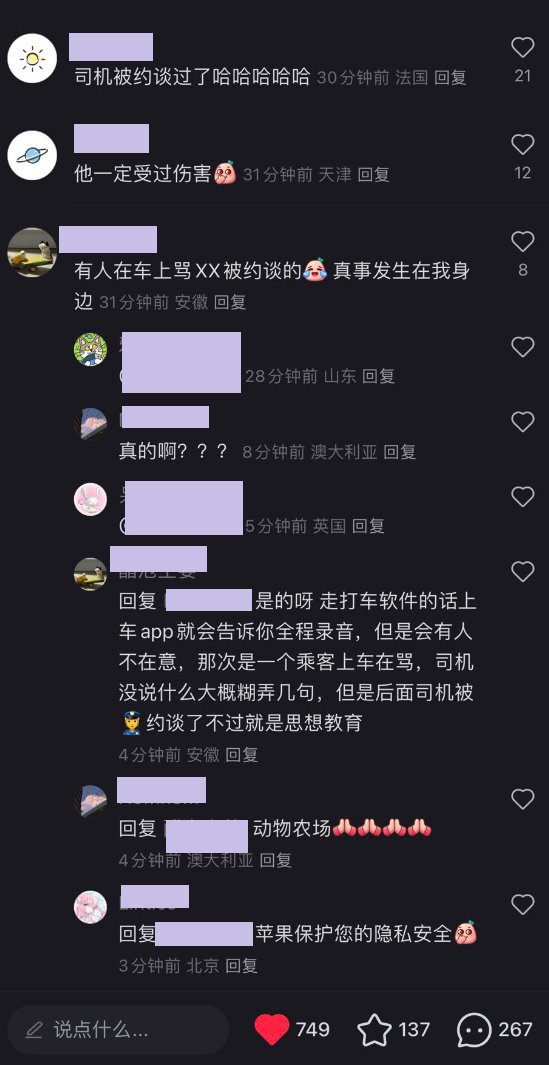 司机被约谈过了哈哈哈哈哈 30分钟前 法国 回复
21
他一定受过伤害 31分钟前 天津 回复
12
有人在车上骂XX被约谈的😂 真事发生在我身
8
边 31分钟前 安徽 回复
28分钟前 山东 回复
真的啊？？？ 8分钟前 澳大利亚 回复
5分钟前 英国 回复
回复 是的呀 走打车软件的话上
车app就会告诉你全程录音，但是会有人
不在意，那次是一个乘客上车在骂，司机
没说什么大概糊弄几句，但是后面司机被
👮约谈了不过就是思想教育
4分钟前 安徽 回复
回复 动物农场🫁🫁🫁🫁
4分钟前 澳大利亚 回复
回复 苹果保护您的隐私安全
3分钟前 北京 回复
说点什么...
749
137
267